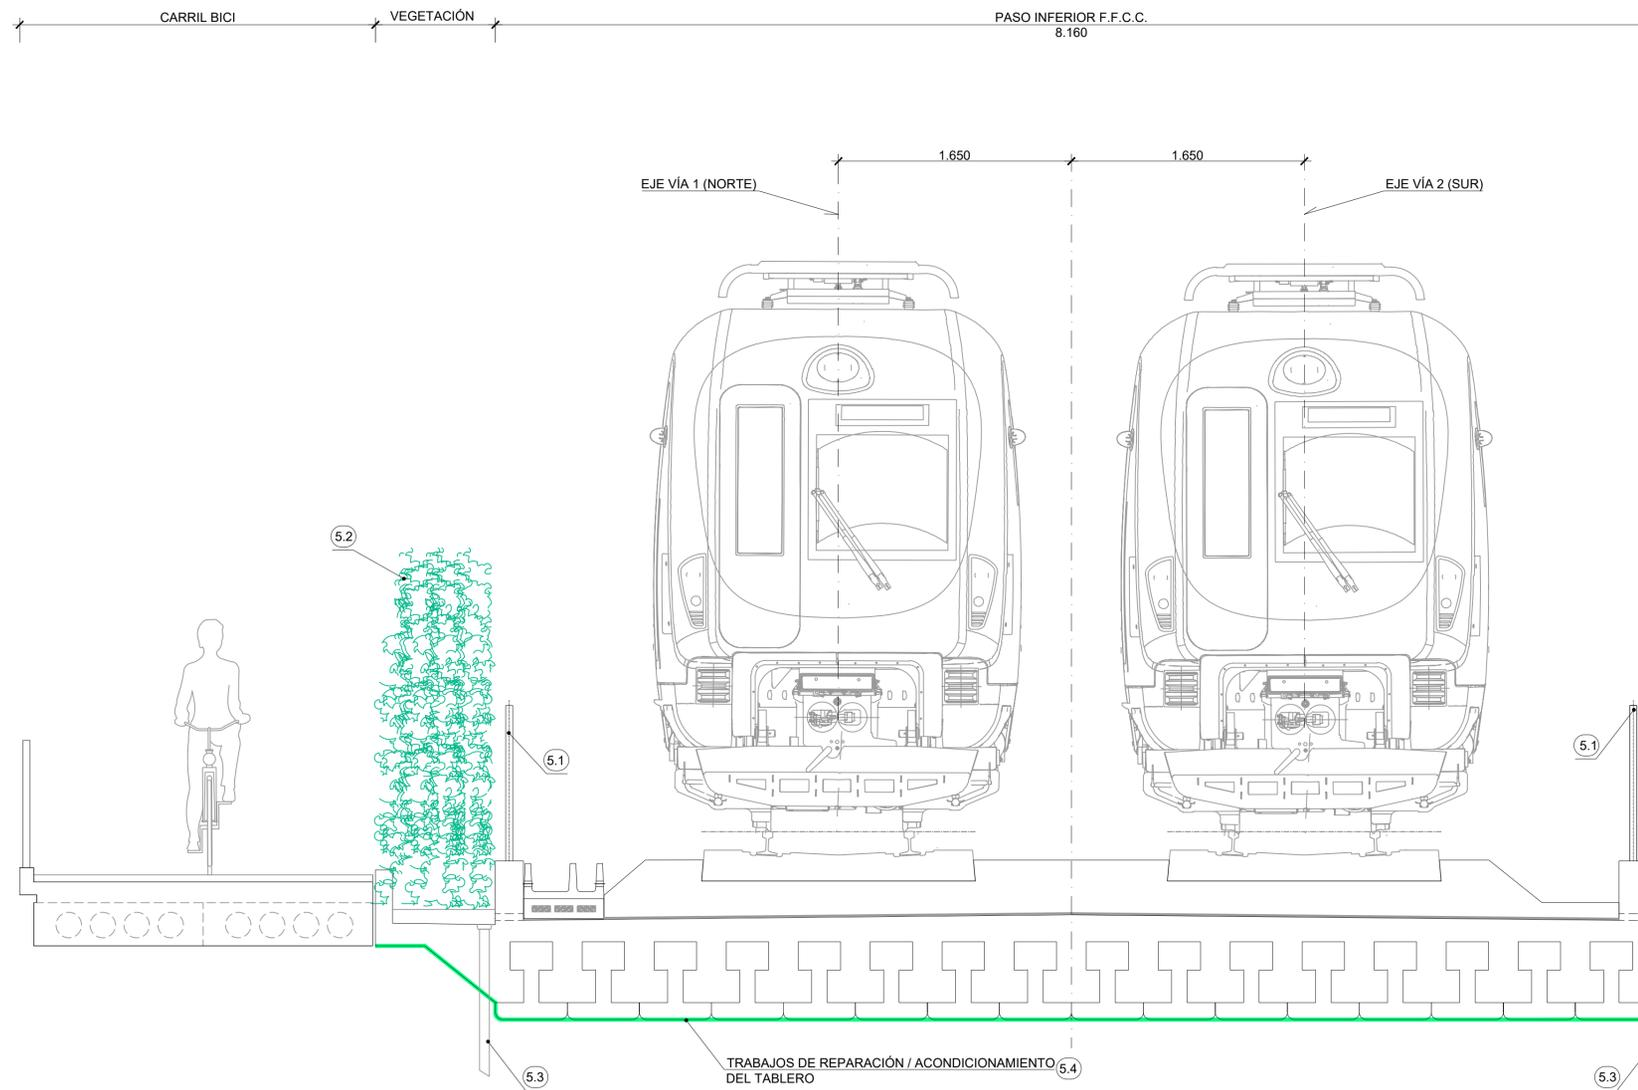 CARRIL BICI
VEGETACIÓN
PASO INFERIOR F.F.C.C.
8.160
1.650
1.650
EJE VÍA 1 (NORTE)
EJE VÍA 2 (SUR)
5.2
5.1
5.1
TRABAJOS DE REPARACIÓN / ACONDICIONAMIENTO
DEL TABLERO
5.4
5.3
5.3